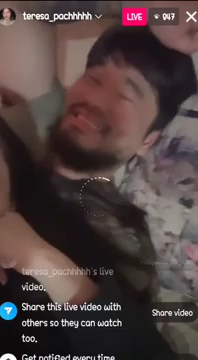 teresa_pachhhhh
LIVE
947
teresa_pachhhhh's live
video.
Share this live video with
others so they can watch
too.
Share video
Get notified every time